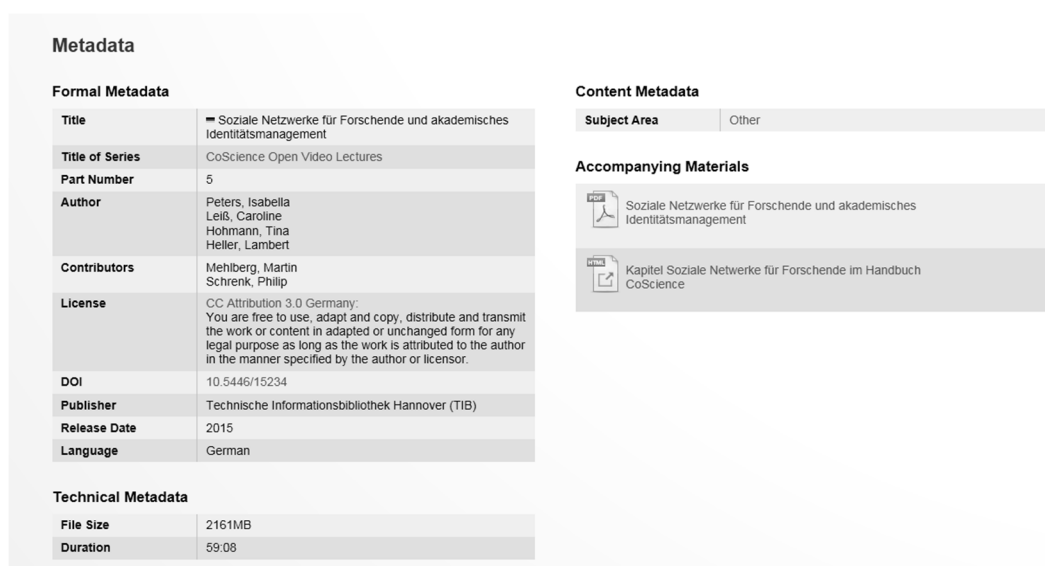 Metadata
Formal Metadata
Title
Soziale Netzwerke für Forschende und akademisches
Identitätsmanagement
Title of Series
CoScience Open Video Lectures
Part Number
5
Author
Peters, Isabella
Leiß, Caroline
Hohmann, Tina
Heller, Lambert
Contributors
Mehlberg, Martin
Schrenk, Philip
License
CC Attribution 3.0 Germany:
You are free to use, adapt and copy, distribute and transmit
the work or content in adapted or unchanged form for any
legal purpose as long as the work is attributed to the author
in the manner specified by the author or licensor.
DOI
10.5446/15234
Publisher
Technische Informationsbibliothek Hannover (TIB)
Release Date
2015
Language
German
Technical Metadata
File Size
2161MB
Duration
59:08
Content Metadata
Subject Area
Other
Accompanying Materials
PDF
Soziale Netzwerke für Forschende und akademisches
Identitätsmanagement
HTML
Kapitel Soziale Netwerke für Forschende im Handbuch
CoScience